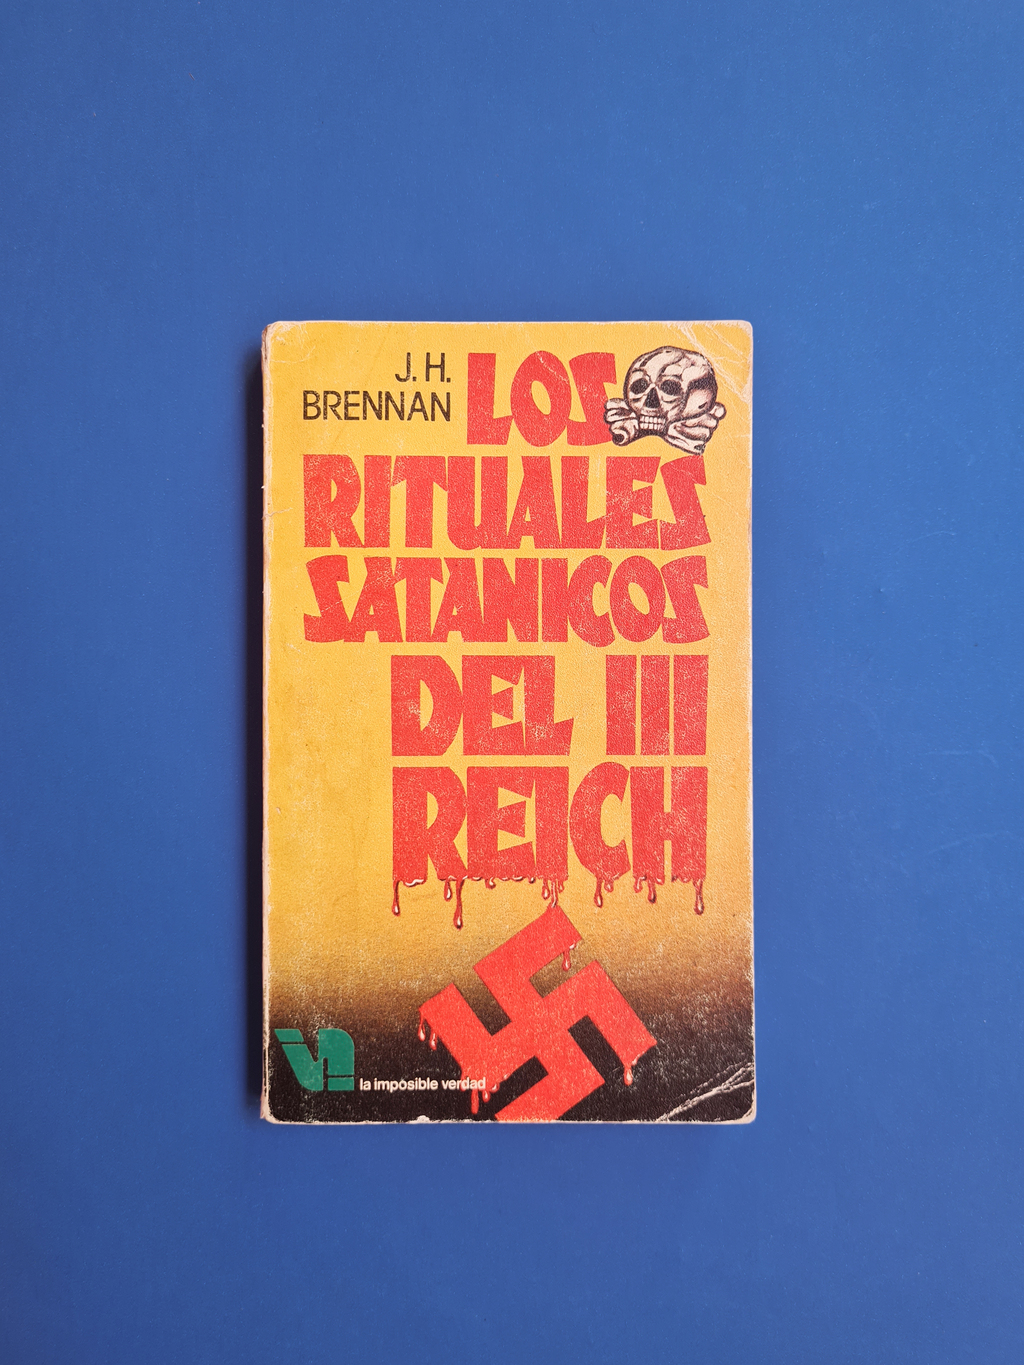 J. H.
BRENNAN
LOS
RITUALES
SATANICOS
DEL III
REICH
la imposible verdad